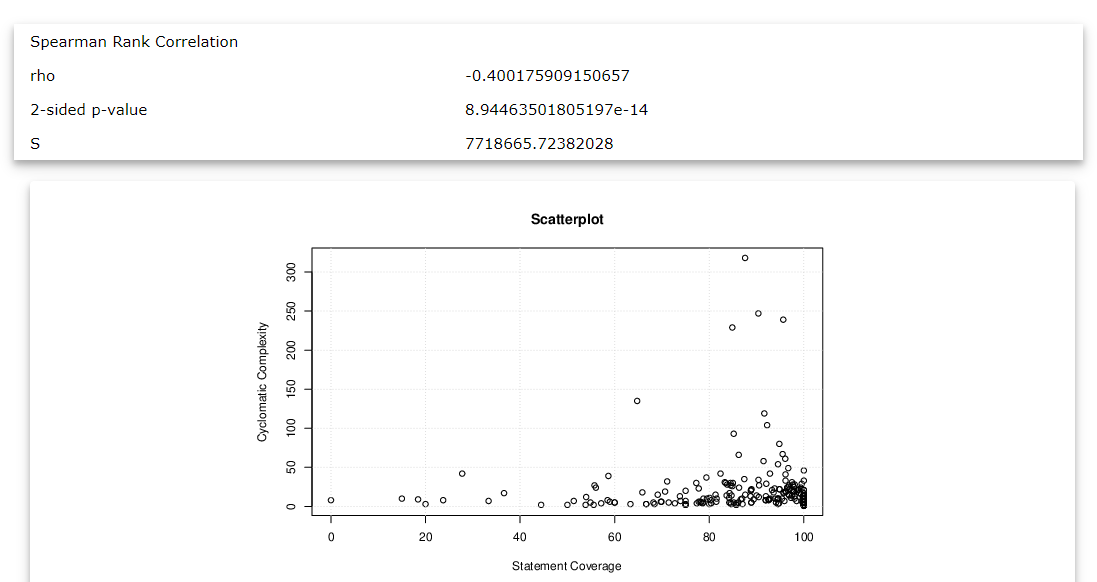 Spearman Rank Correlation
rho -0.400175909150657
2-sided p-value 8.94463501805197e-14
S 7718665.72382028
Scatterplot
Cyclomatic Complexity
300
250
200
150
100
50
0
0 20 40 60 80 100
Statement Coverage